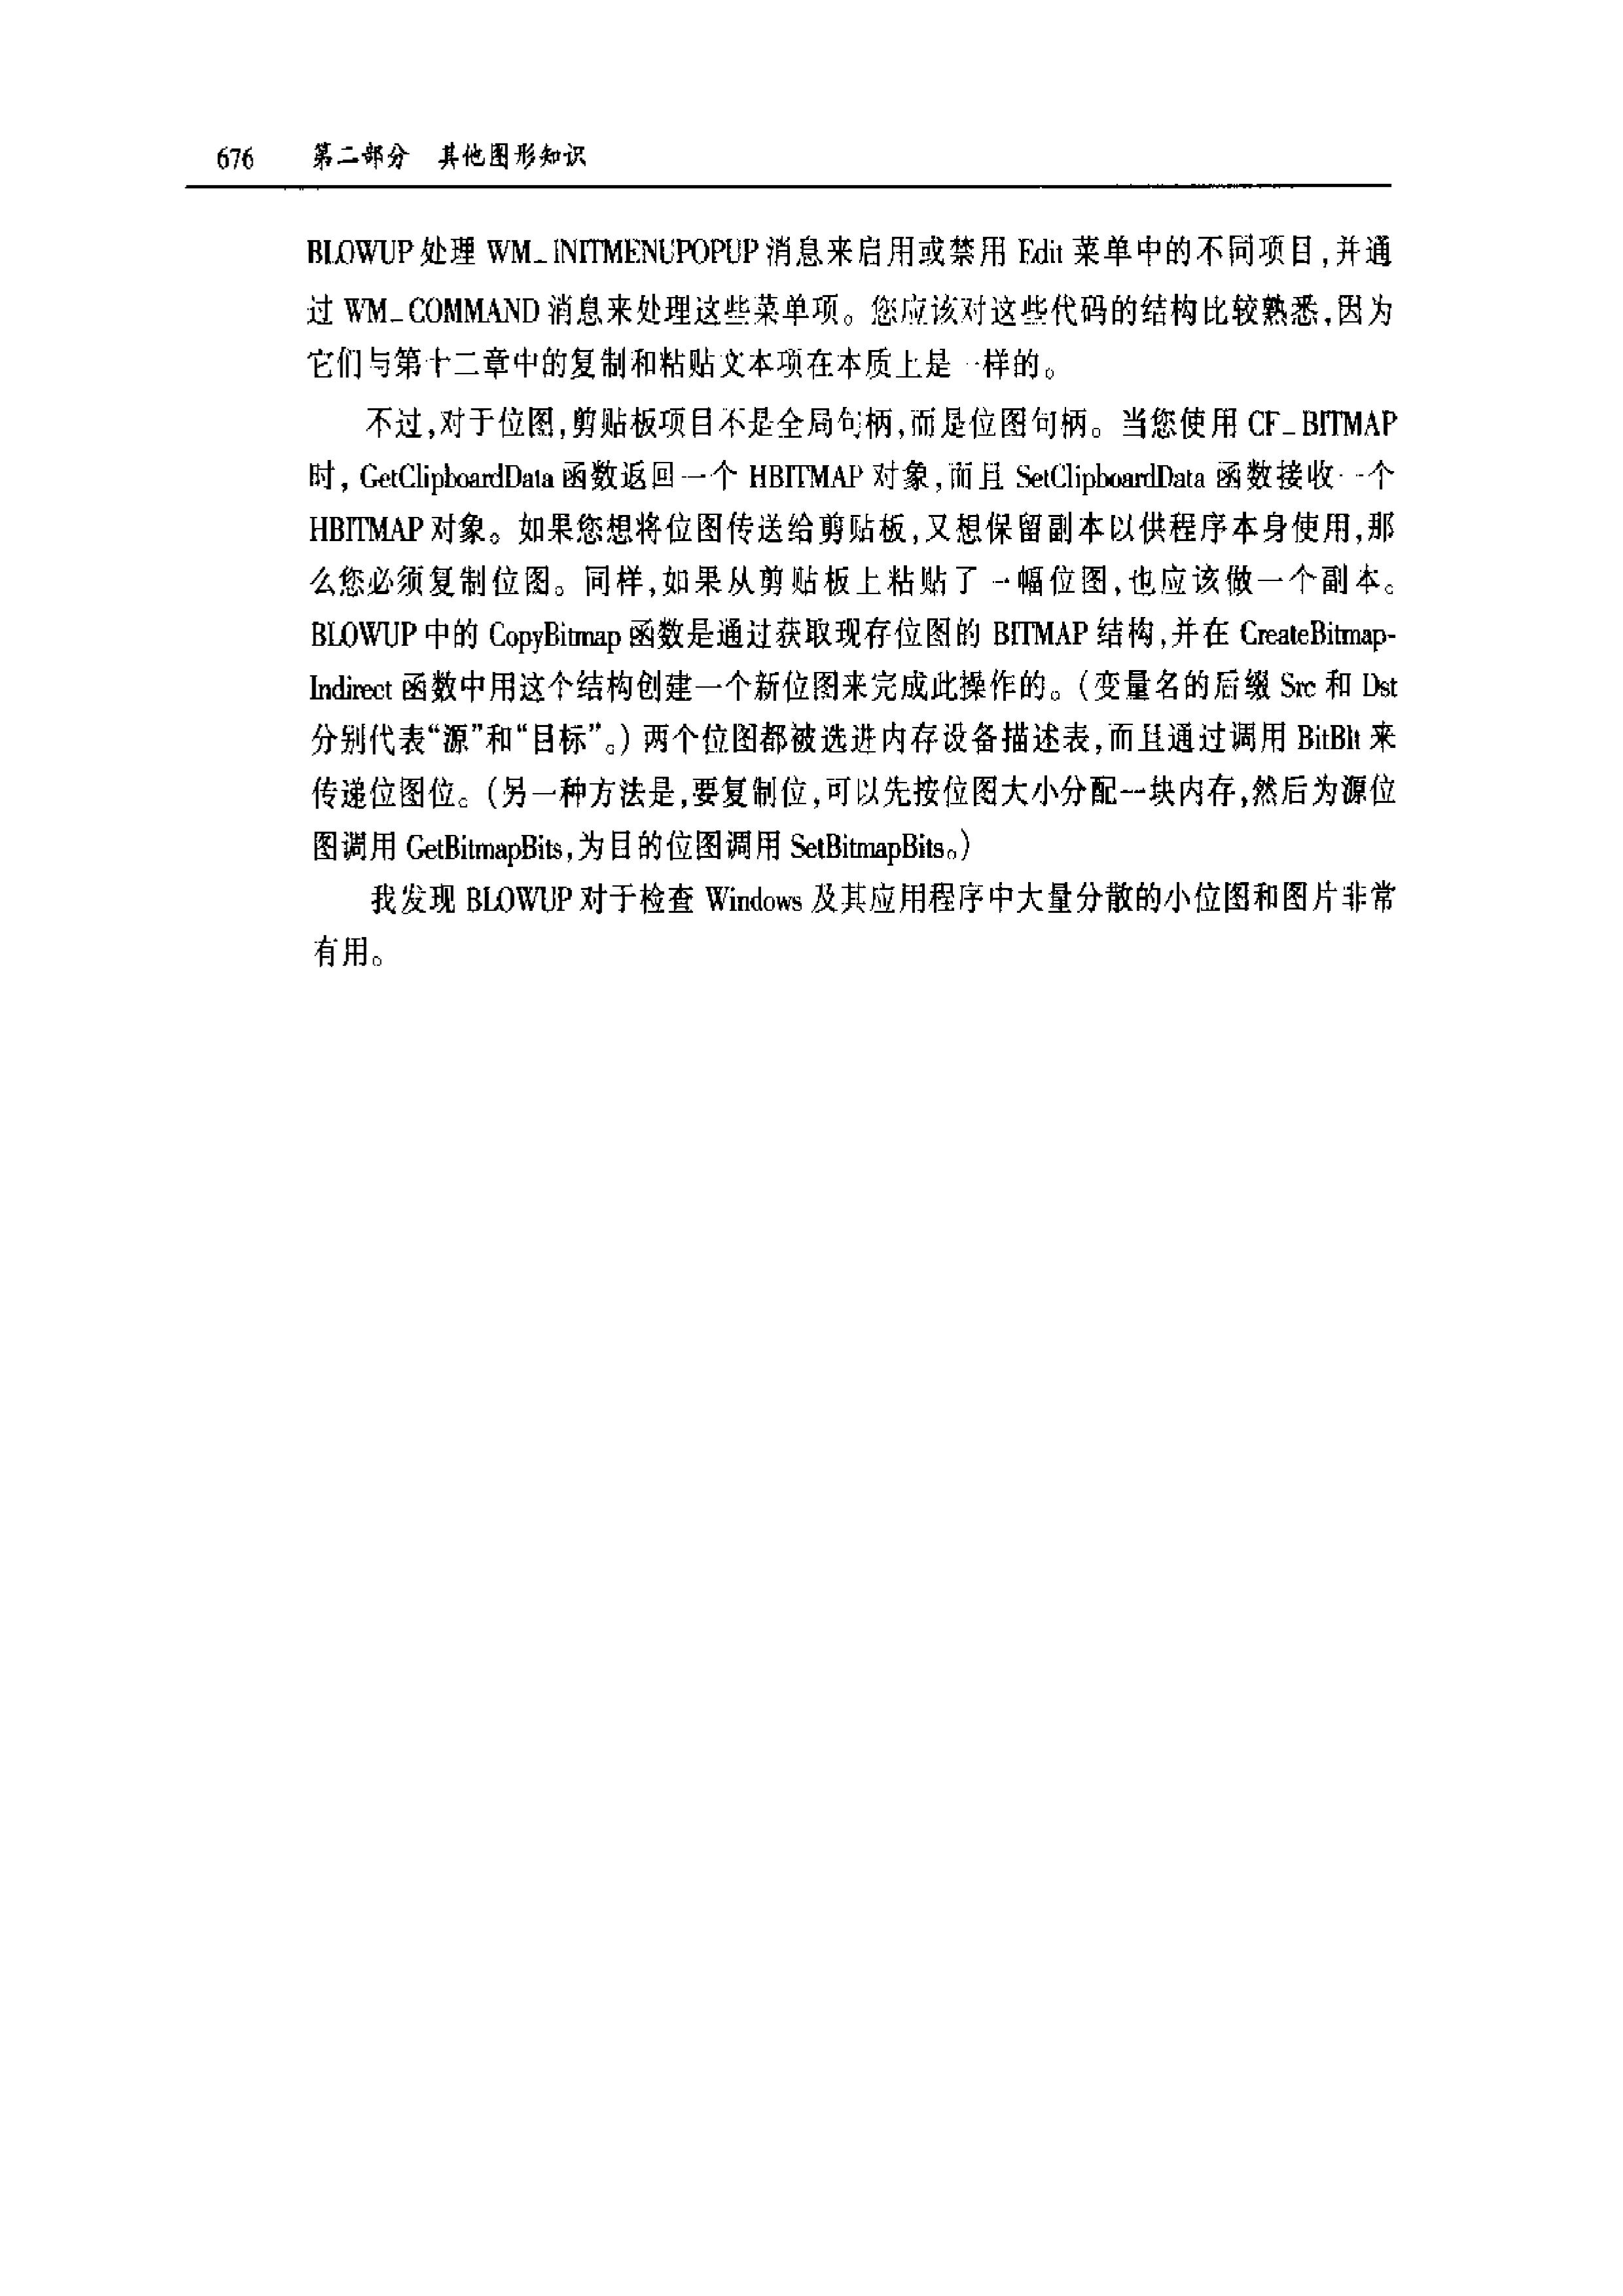 676 第二部分 其他图形知识
BLOWUP 处理 WM_INITMENUPOPUP 消息来启用或禁用 Edit 菜单中的不同项目,并通
过 WM_COMMAND 消息来处理这些菜单项。您应该对这些代码的结构比较熟悉,因为
它们与第十二章中的复制和粘贴文本项在本质上是一样的。
不过,对于位图,剪贴板项目不是全局句柄,而是位图句柄。当您使用 CF_BITMAP
时, GetClipboardData 函数返回一个 HBITMAP 对象,而且 SetClipboardData 函数接收一个
HBITMAP 对象。如果您想将位图传送给剪贴板,又想保留副本以供程序本身使用,那
么您必须复制位图。同样,如果从剪贴板上粘贴了一幅位图,也应该做一个副本。
BLOWUP 中的 CopyBitmap 函数是通过获取现存位图的 BITMAP 结构,并在 CreateBitmap-
Indirect 函数中用这个结构创建一个新位图来完成此操作的。(变量名的后缀 Src 和 Dst
分别代表“源”和“目标”。) 两个位图都被选进内存设备描述表,而且通过调用 BitBlt 来
传递位图位。(另一种方法是,要复制位,可以先按位图大小分配一块内存,然后为源位
图调用 GetBitmapBits,为目的位图调用 SetBitmapBits。)
我发现 BLOWUP 对于检查 Windows 及其应用程序中大量分散的小位图和图片非常
有用。